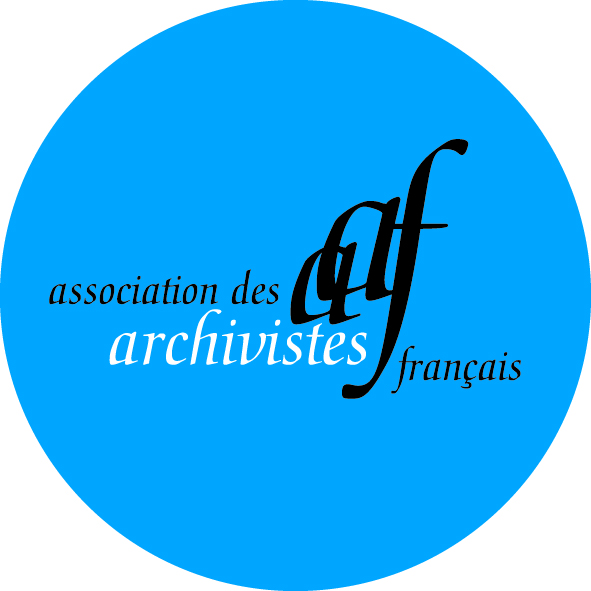 aaf
association des
archivistes
français